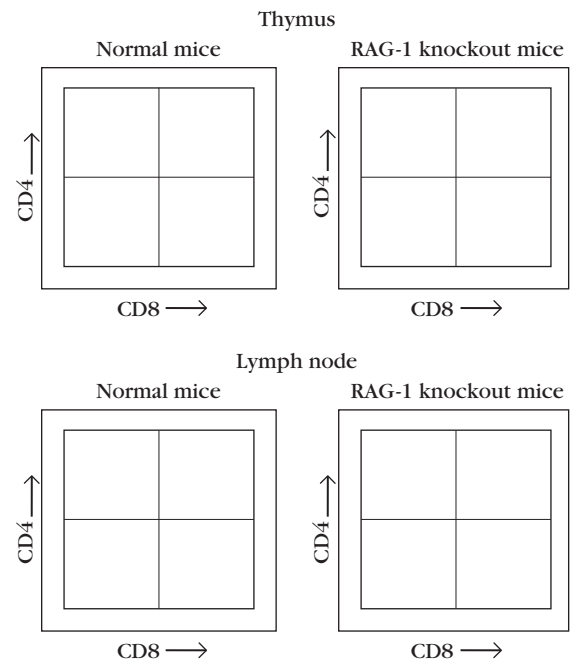 Thymus
Normal mice
RAG-1 knockout mice
CD4 →
CD4 →
CD8 →
CD8 →
Lymph node
Normal mice
RAG-1 knockout mice
CD4 →
CD4 →
CD8 →
CD8 →